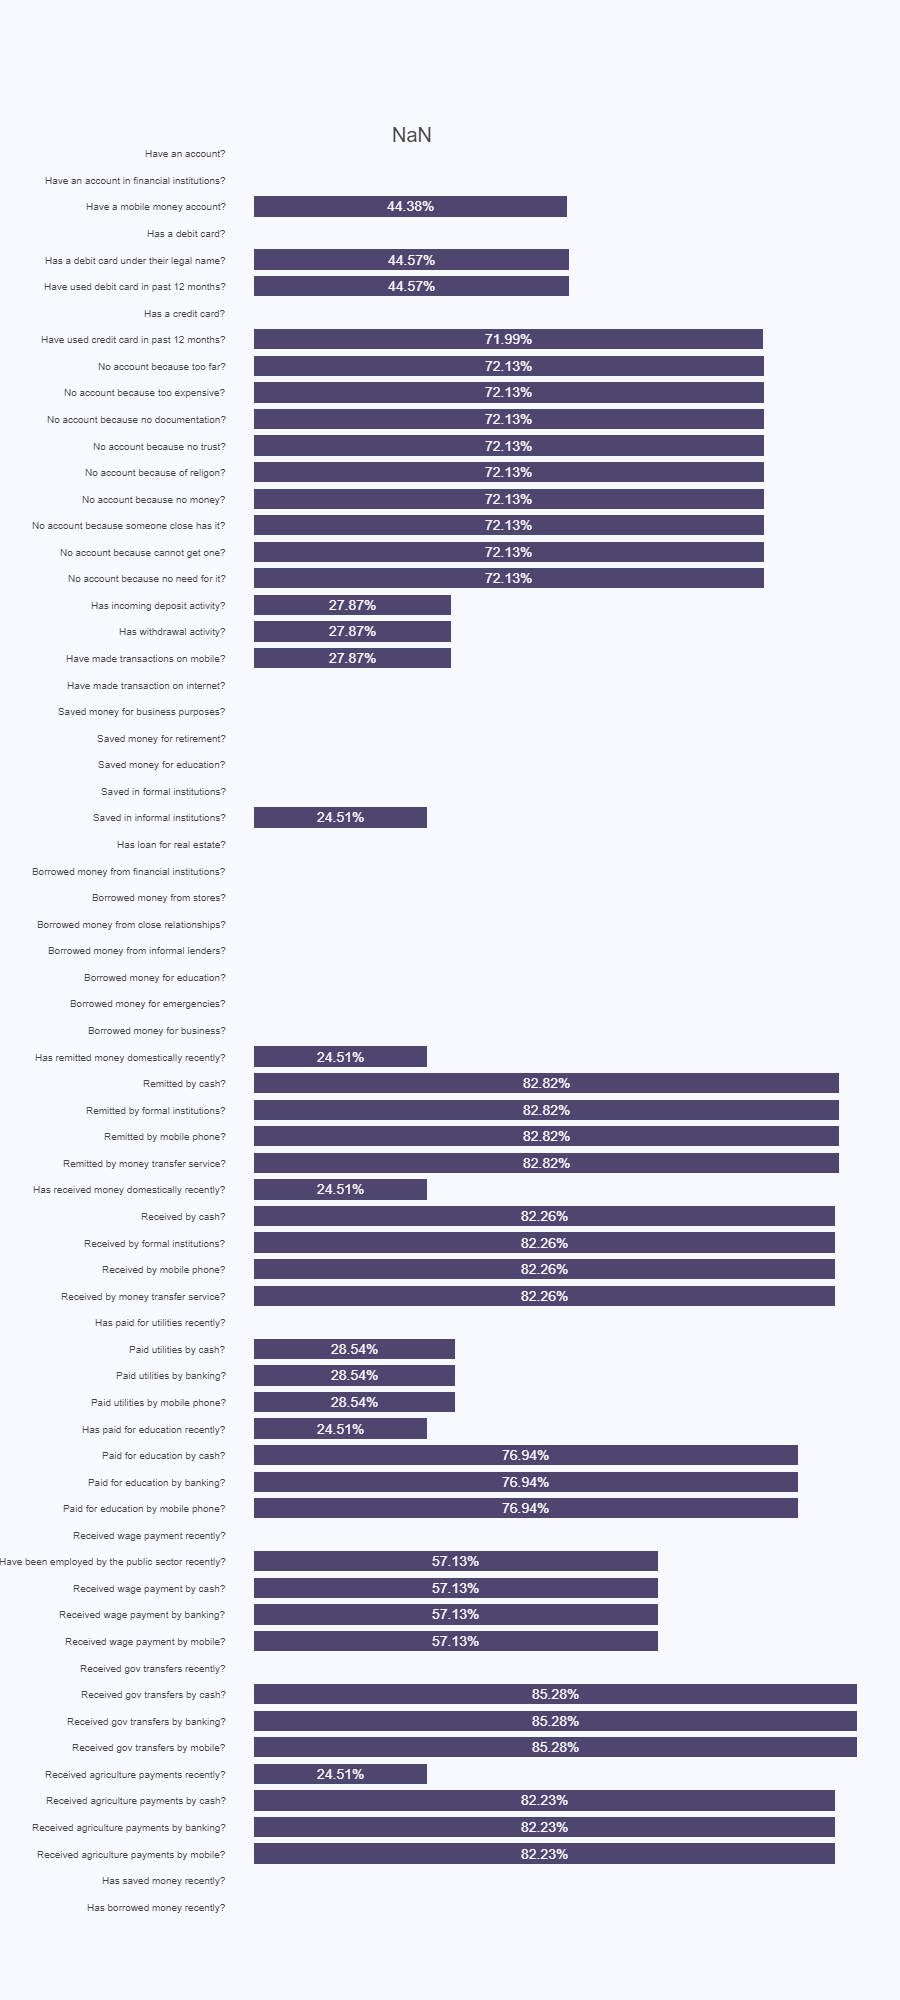 NaN
Have an account?
Have an account in financial institutions?
Have a mobile money account? 44.38%
Has a debit card?
Has a debit card under their legal name? 44.57%
Have used debit card in past 12 months? 44.57%
Has a credit card?
Have used credit card in past 12 months? 71.99%
No account because too far? 72.13%
No account because too expensive? 72.13%
No account because no documentation? 72.13%
No account because no trust? 72.13%
No account because of religon? 72.13%
No account because no money? 72.13%
No account because someone close has it? 72.13%
No account because cannot get one? 72.13%
No account because no need for it? 72.13%
Has incoming deposit activity? 27.87%
Has withdrawal activity? 27.87%
Have made transactions on mobile? 27.87%
Have made transaction on internet?
Saved money for business purposes?
Saved money for retirement?
Saved money for education?
Saved in formal institutions?
Saved in informal institutions? 24.51%
Has loan for real estate?
Borrowed money from financial institutions?
Borrowed money from stores?
Borrowed money from close relationships?
Borrowed money from informal lenders?
Borrowed money for education?
Borrowed money for emergencies?
Borrowed money for business?
Has remitted money domestically recently? 24.51%
Remitted by cash? 82.82%
Remitted by formal institutions? 82.82%
Remitted by mobile phone? 82.82%
Remitted by money transfer service? 82.82%
Has received money domestically recently? 24.51%
Received by cash? 82.26%
Received by formal institutions? 82.26%
Received by mobile phone? 82.26%
Received by money transfer service? 82.26%
Has paid for utilities recently?
Paid utilities by cash? 28.54%
Paid utilities by banking? 28.54%
Paid utilities by mobile phone? 28.54%
Has paid for education recently? 24.51%
Paid for education by cash? 76.94%
Paid for education by banking? 76.94%
Paid for education by mobile phone? 76.94%
Received wage payment recently?
Have been employed by the public sector recently? 57.13%
Received wage payment by cash? 57.13%
Received wage payment by banking? 57.13%
Received wage payment by mobile? 57.13%
Received gov transfers recently?
Received gov transfers by cash? 85.28%
Received gov transfers by banking? 85.28%
Received gov transfers by mobile? 85.28%
Received agriculture payments recently? 24.51%
Received agriculture payments by cash? 82.23%
Received agriculture payments by banking? 82.23%
Received agriculture payments by mobile? 82.23%
Has saved money recently?
Has borrowed money recently?